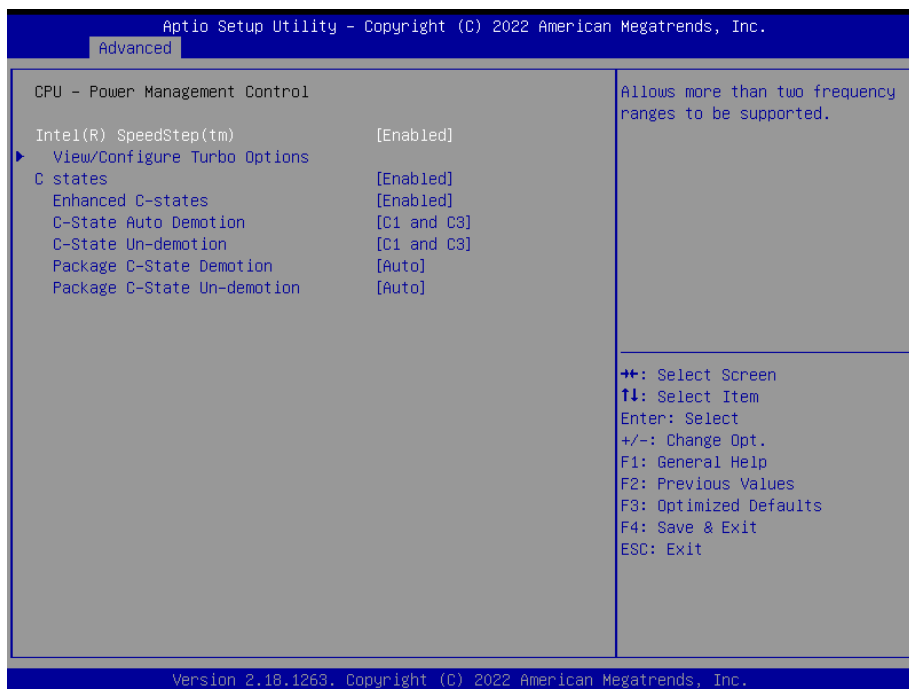 Aptio Setup Utility – Copyright (C) 2022 American Megatrends, Inc.
Advanced
CPU – Power Management Control
Intel(R) SpeedStep(tm) [Enabled]
View/Configure Turbo Options
C states [Enabled]
Enhanced C-states [Enabled]
C-State Auto Demotion [C1 and C3]
C-State Un-demotion [C1 and C3]
Package C-State Demotion [Auto]
Package C-State Un-demotion [Auto]
Allows more than two frequency
ranges to be supported.
→←: Select Screen
↑↓: Select Item
Enter: Select
+/-: Change Opt.
F1: General Help
F2: Previous Values
F3: Optimized Defaults
F4: Save & Exit
ESC: Exit
Version 2.18.1263. Copyright (C) 2022 American Megatrends, Inc.